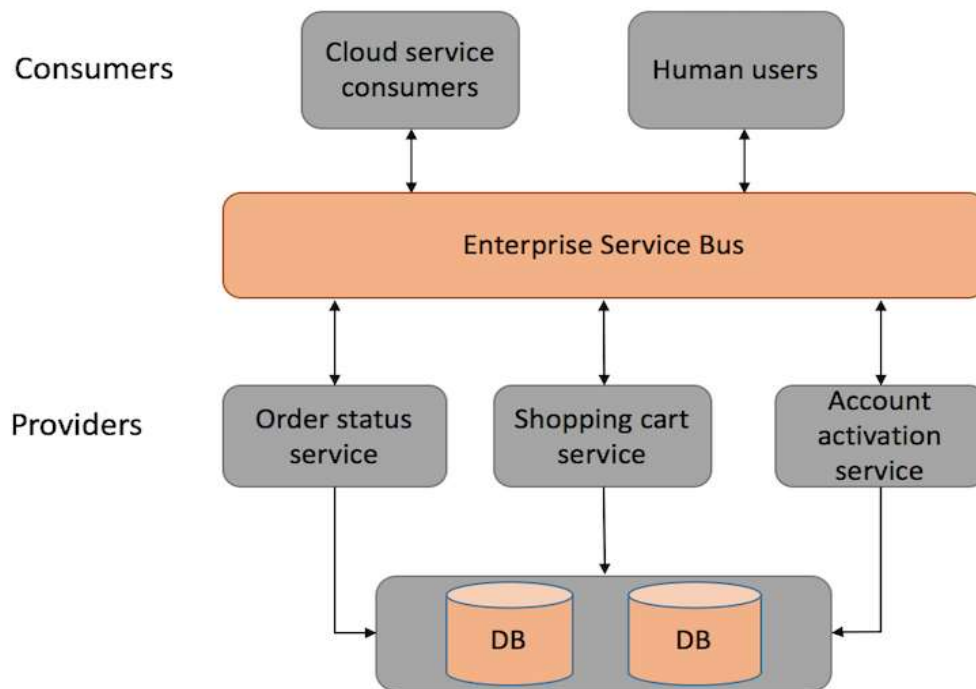 Consumers
Cloud service
consumers
Human users
Enterprise Service Bus
Providers
Order status
service
Shopping cart
service
Account
activation
service
DB
DB